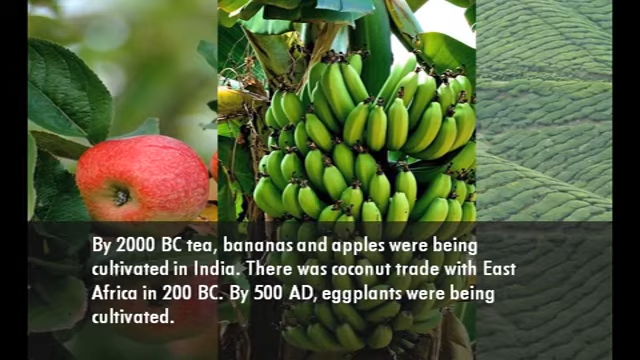 By 2000 BC tea, bananas and apples were being
cultivated in India. There was coconut trade with East
Africa in 200 BC. By 500 AD, eggplants were being
cultivated.